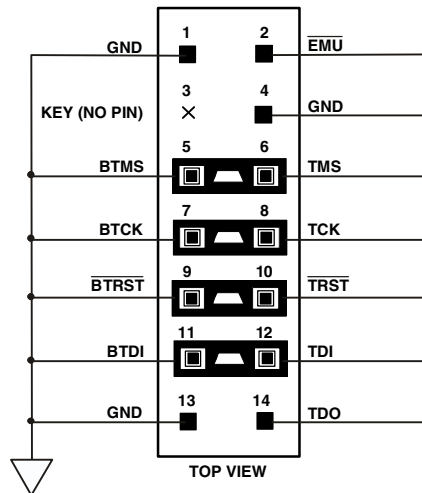 1 2
GND EMU
3 4
KEY (NO PIN) GND
5 6
BTMS TMS
7 8
BTCK TCK
9 10
BTRST TRST
11 12
BTDI TDI
13 14
GND TDO
TOP VIEW